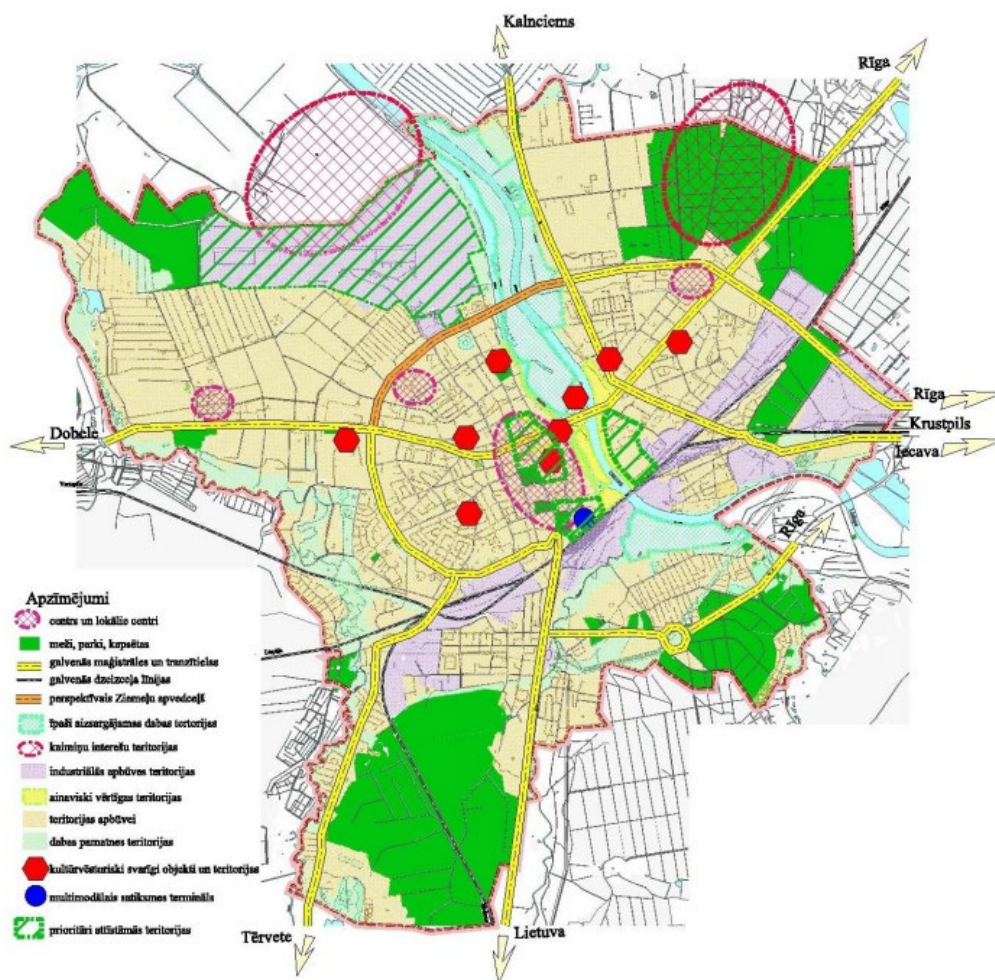 Kalnciems
Rīga
Dobele
Rīga
Krustpils
Iecava
Rīga
Apzīmējumi
centrs un lokālie centri
meži, parki, kapsētas
galvenās maģistrāles un tranzītielas
galvenās dzelzceļa līnijas
perspektīvais Ziemeļu apvedceļš
īpaši aizsargājamas dabas teritorijas
kaimiņu interešu teritorijas
industriālās apbūves teritorijas
ainaviski vērtīgas teritorijas
teritorijas apbūvei
dabas pamatnes teritorijas
kultūrvēsturiski svarīgi objekti un teritorijas
multimodālais satiksmes termināls
prioritāri attīstāmās teritorijas
Tērvete
Lietuva